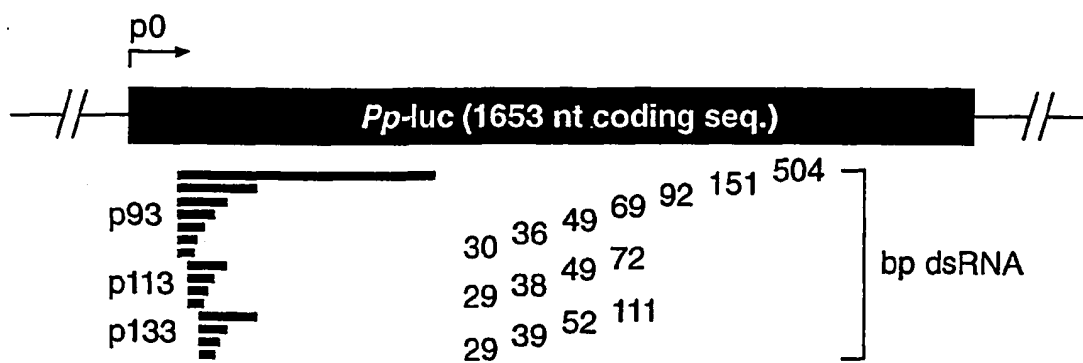 p0
Pp-luc (1653 nt coding seq.)
p93
30 36 49 69 92 151 504
p113
29 38 49 72
bp dsRNA
p133
29 39 52 111